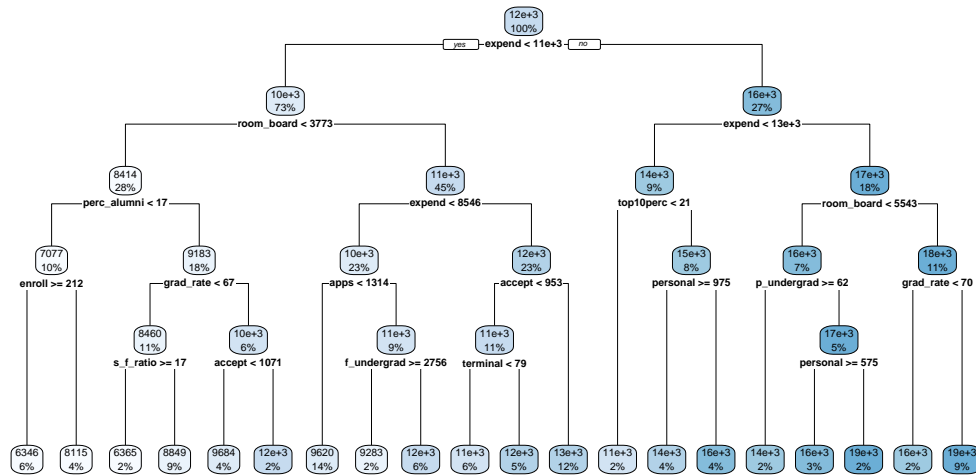 12e+3
100%
yes
expend < 11e+3
no
10e+3
73%
room_board < 3773
16e+3
27%
expend < 13e+3
8414
28%
perc_alumni < 17
11e+3
45%
expend < 8546
14e+3
9%
top10perc < 21
17e+3
18%
room_board < 5543
7077
10%
enroll >= 212
9183
18%
grad_rate < 67
10e+3
23%
apps < 1314
12e+3
23%
accept < 953
15e+3
8%
personal >= 975
16e+3
7%
p_undergrad >= 62
18e+3
11%
grad_rate < 70
8460
11%
s_f_ratio >= 17
10e+3
6%
accept < 1071
11e+3
9%
f_undergrad >= 2756
11e+3
11%
terminal < 79
17e+3
5%
personal >= 575
6346
6%
8115
4%
6365
2%
8849
9%
9684
4%
12e+3
2%
9620
14%
9283
2%
12e+3
6%
11e+3
6%
12e+3
5%
13e+3
12%
11e+3
2%
14e+3
4%
16e+3
4%
14e+3
2%
16e+3
3%
19e+3
2%
16e+3
2%
19e+3
9%